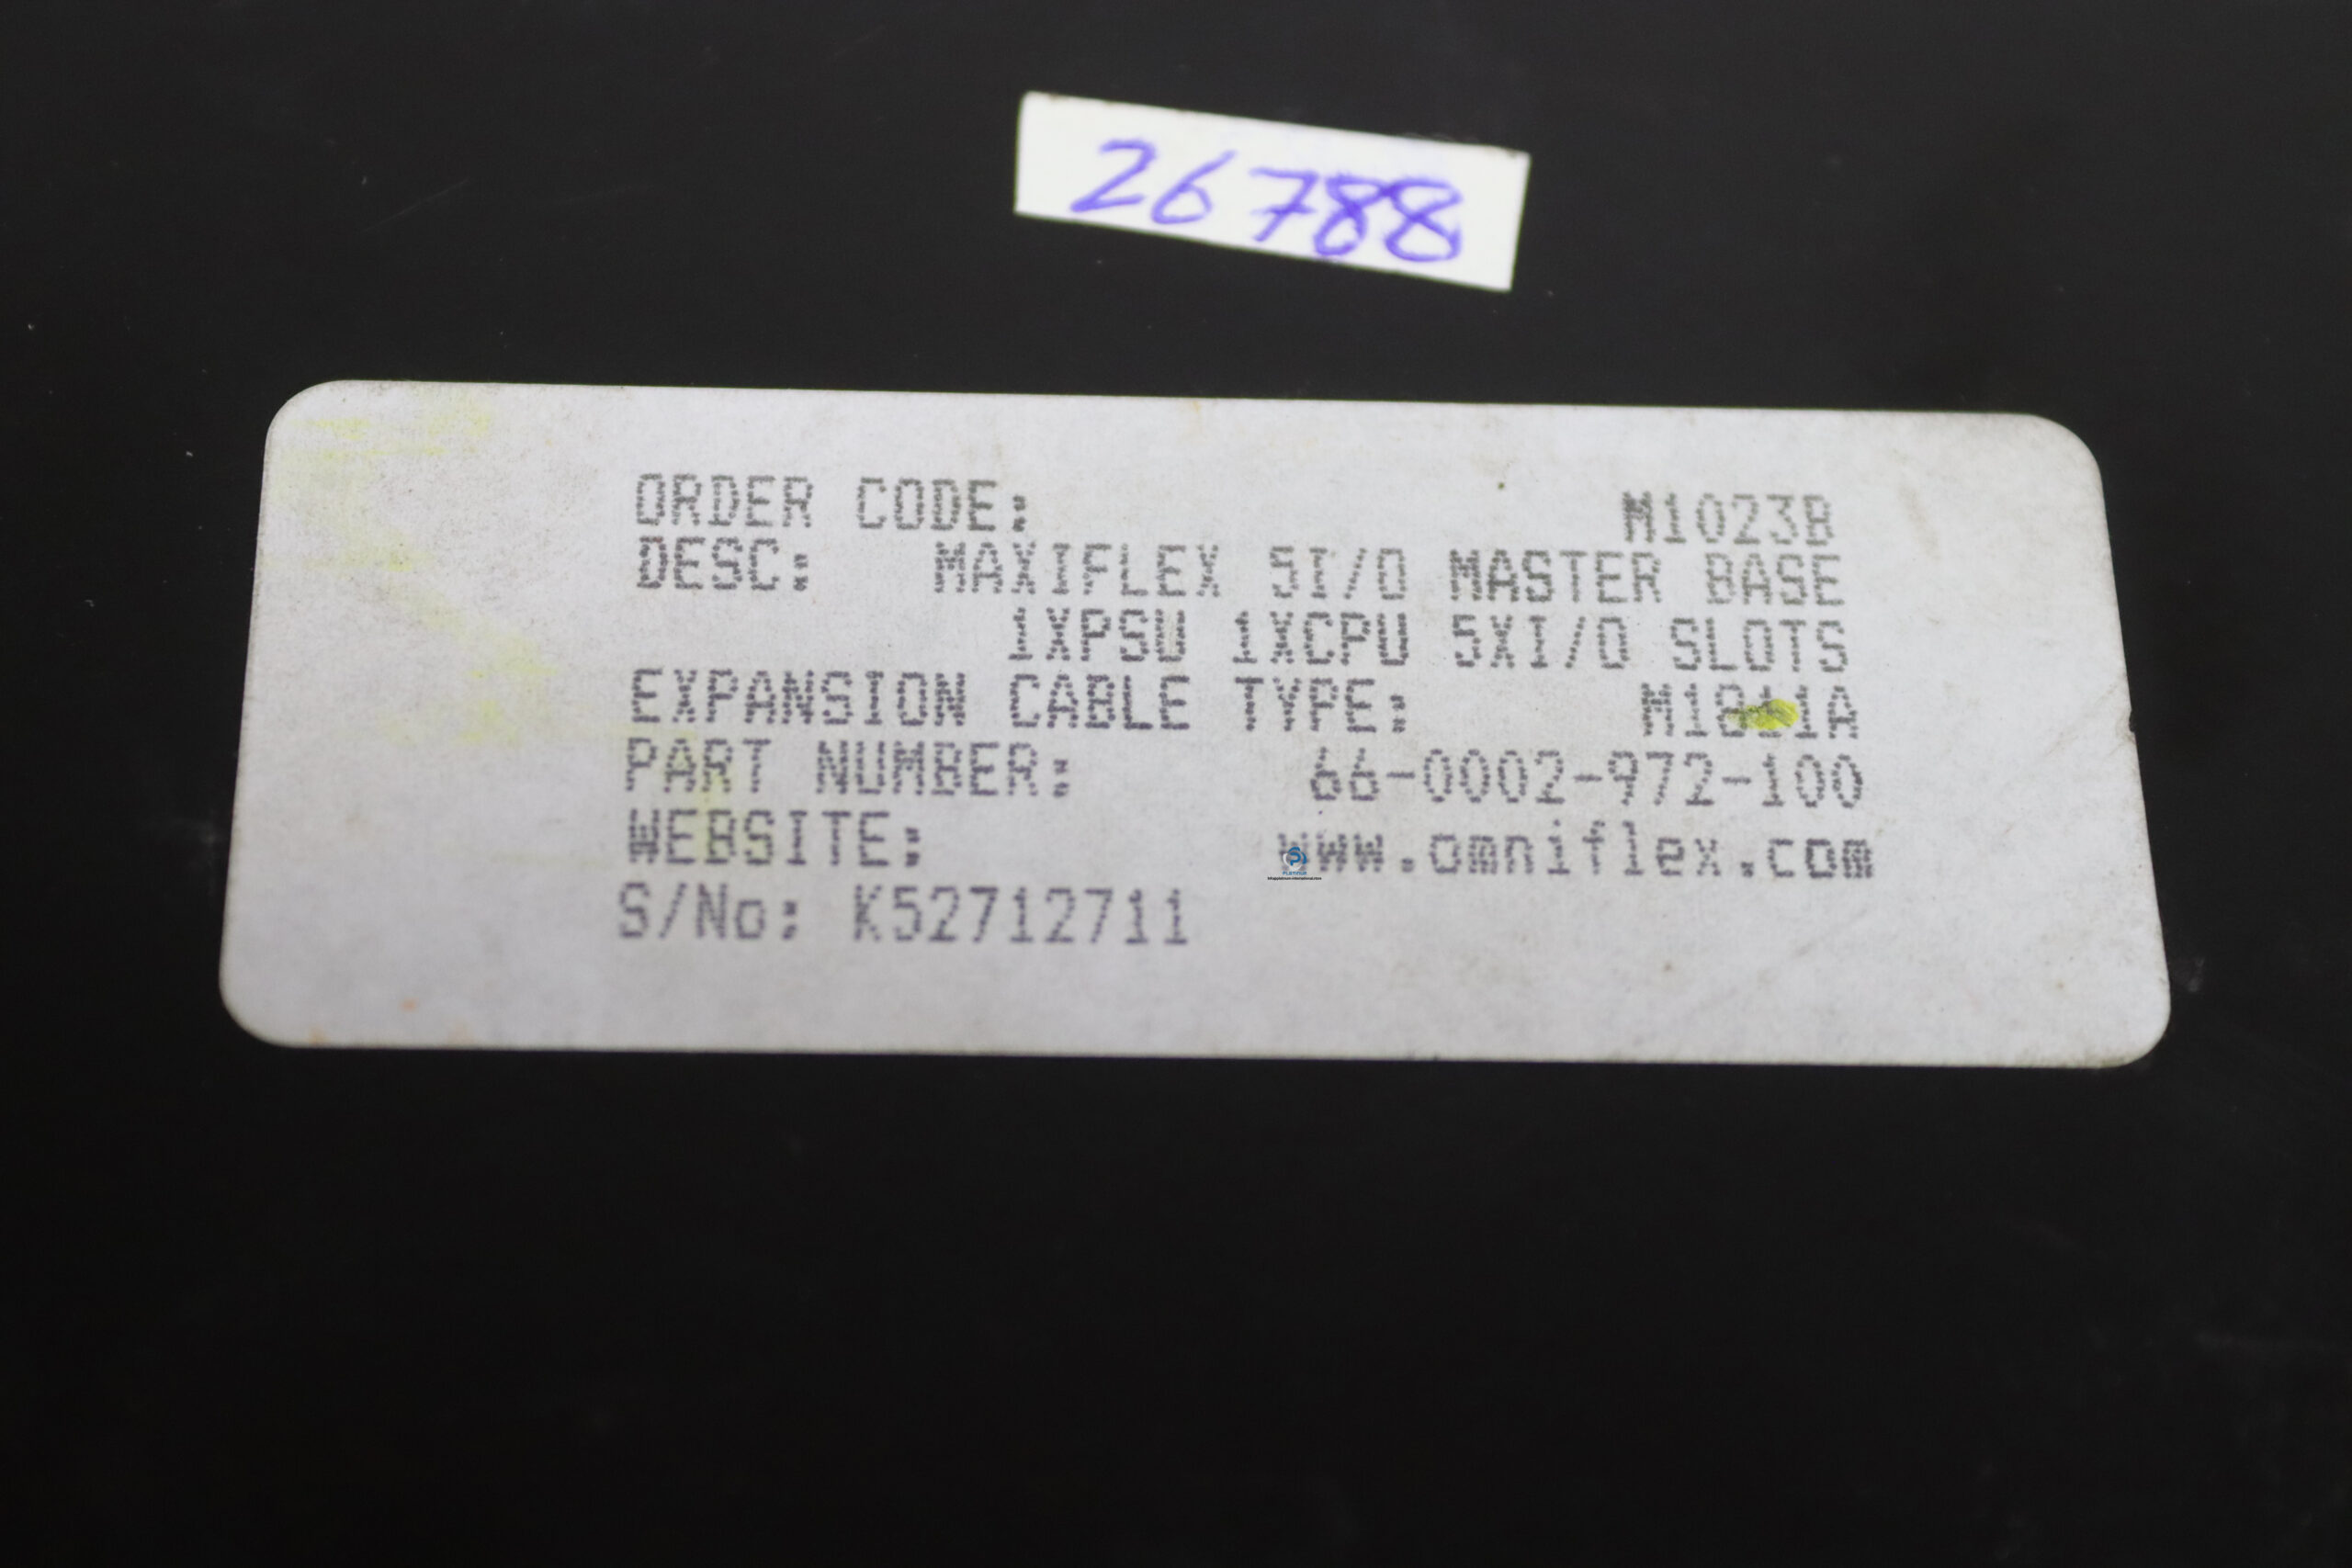 26788
ORDER CODE: M1023B
DESC: MAXIFLEX 5I/O MASTER BASE
1XPSU 1XCPU 5X1/O SLOTS
EXPANSION CABLE TYPE:
PART NUMBER: 66-0002-972-100
WEBSITE: www.omniflex.com
S/No: K52712711